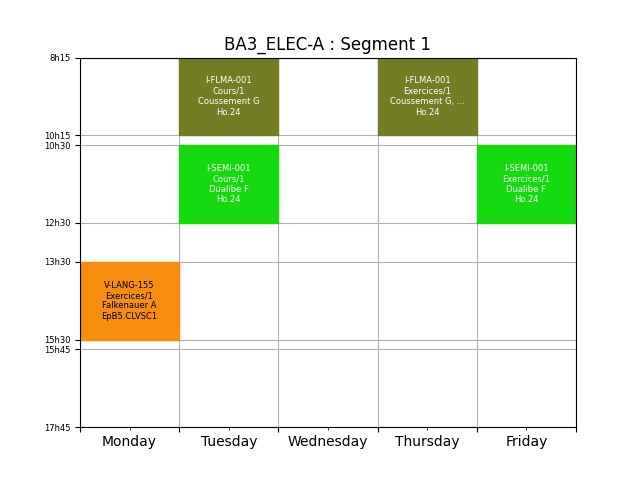 BA3_ELEC-A : Segment 1
8h15
I-FLMA-001
Cours/1
Coussement G
Ho.24
I-FLMA-001
Exercices/1
Coussement G, ...
Ho.24
10h15
10h30
I-SEMI-001
Cours/1
Dualibe F
Ho.24
I-SEMI-001
Exercices/1
Dualibe F
Ho.24
12h30
13h30
V-LANG-155
Exercices/1
Falkenauer A
EpB5.CLVSC1
15h30
15h45
17h45
Monday Tuesday Wednesday Thursday Friday